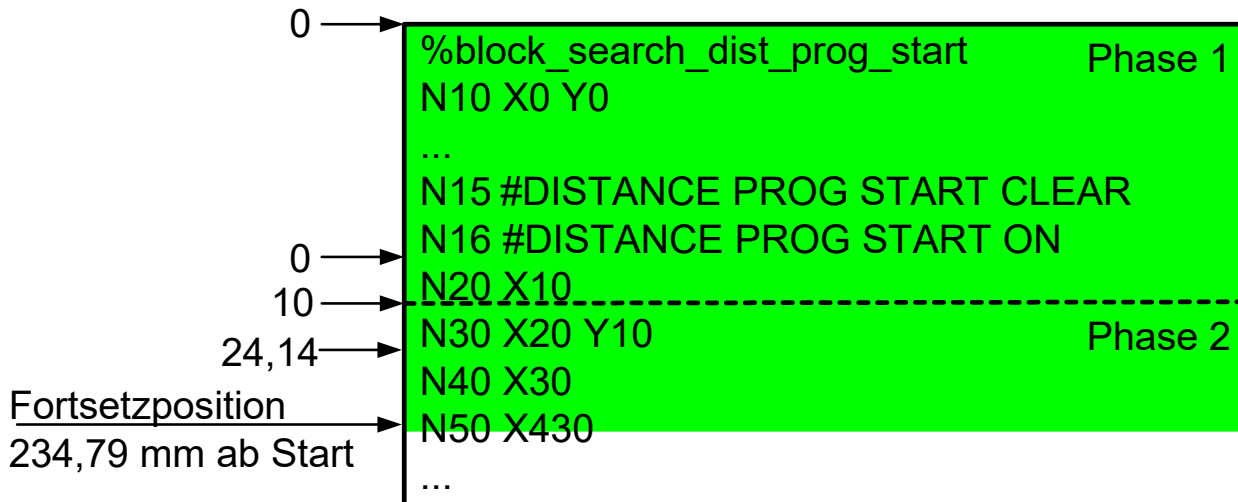 0
%block_search_dist_prog_start Phase 1
N10 X0 Y0
...
N15 #DISTANCE PROG START CLEAR
N16 #DISTANCE PROG START ON
0
N20 X10
10
N30 X20 Y10 Phase 2
24,14
N40 X30
Fortsetzposition
N50 X430
234,79 mm ab Start
...